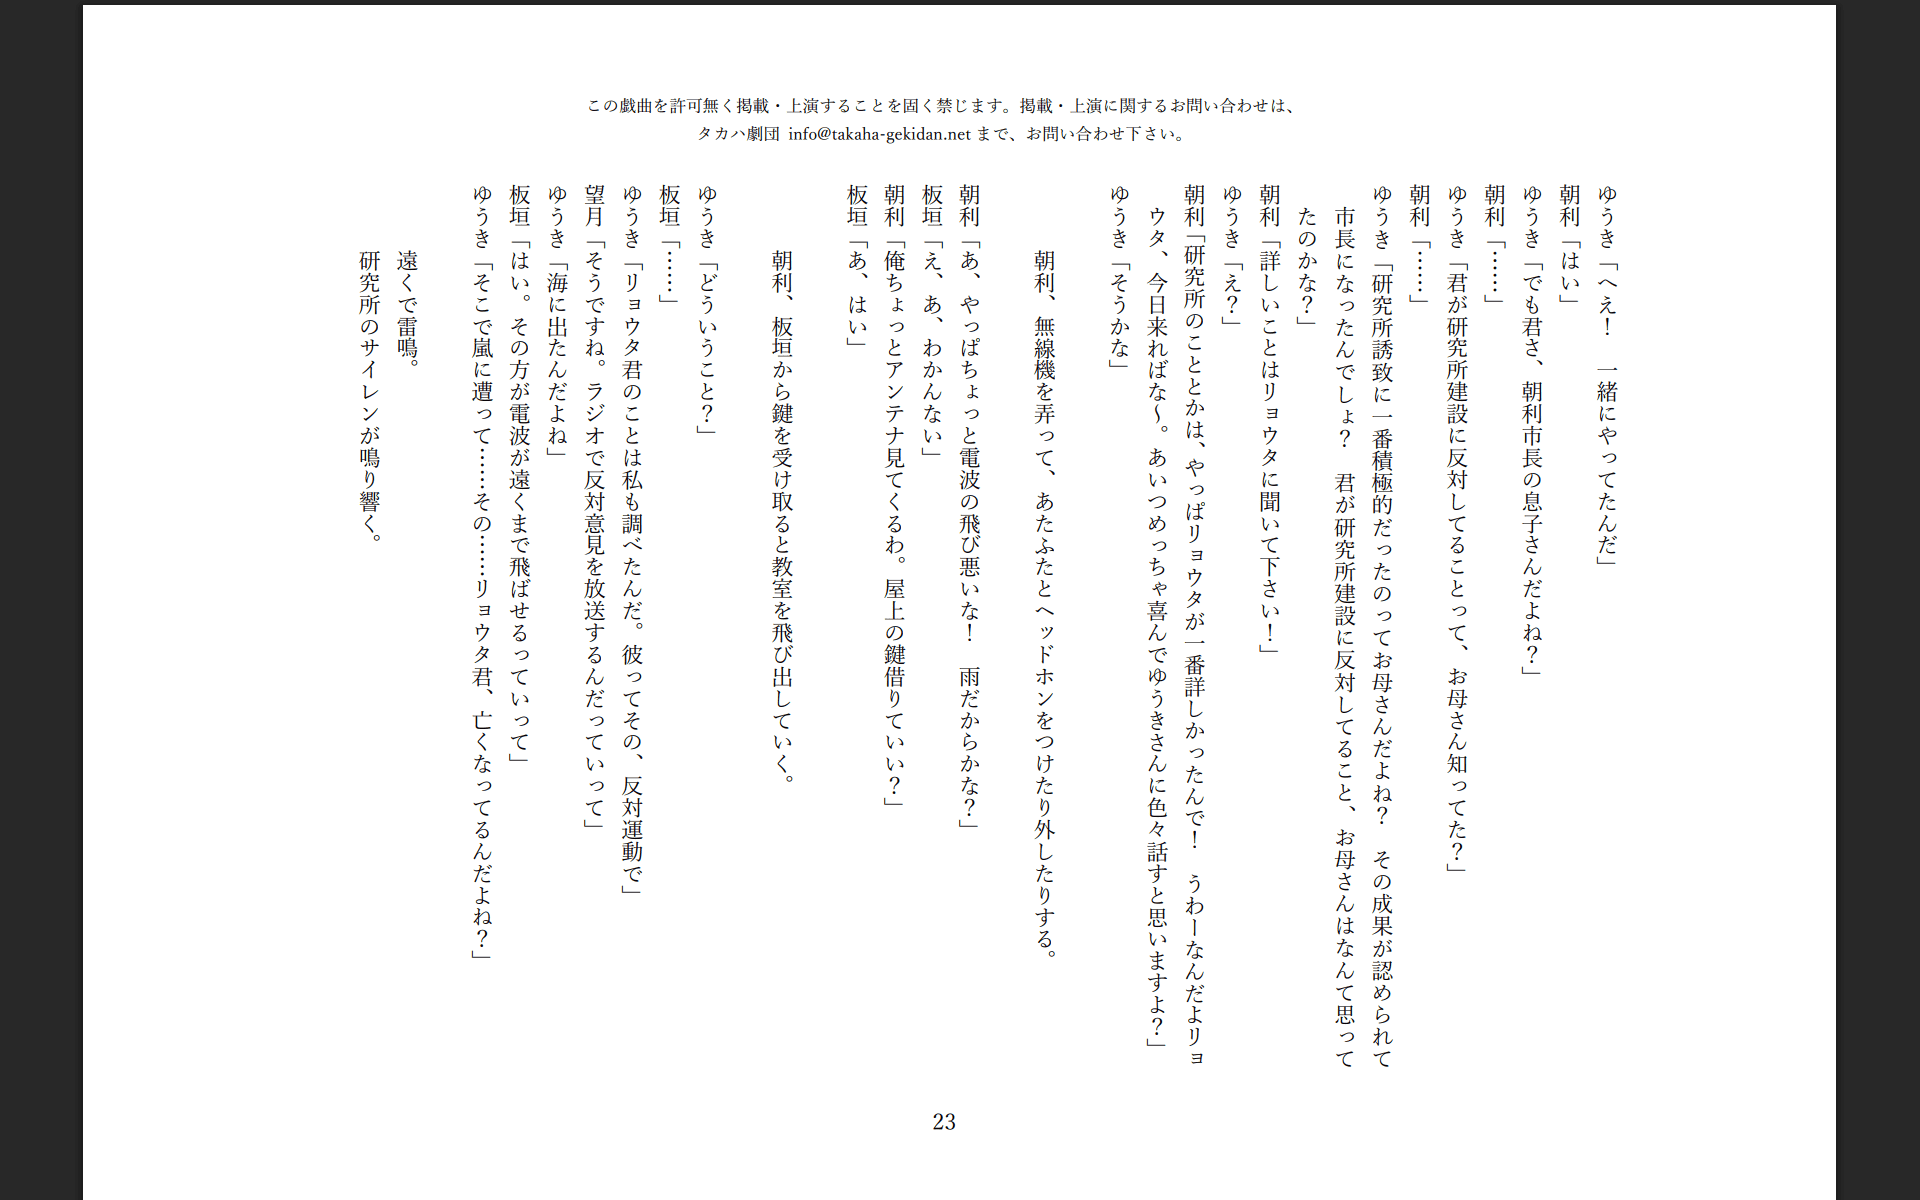 この戯曲を許可無く掲載・上演することを固く禁じます。掲載・上演に関するお問い合わせは、
タカハ劇団 info@takaha-gekidan.net まで、お問い合わせ下さい。
ゆうき「へえ！　一緒にやってたんだ」
朝利「はい」
ゆうき「でも君さ、朝利市長の息子さんだよね？」
朝利「……」
ゆうき「君が研究所建設に反対してることって、お母さん知ってた？」
朝利「……」
ゆうき「研究所誘致に一番積極的だったのってお母さんだよね？　その成果が認められて
市長になったんでしょ？　君が研究所建設に反対してること、お母さんはなんて思って
たのかな？」
朝利「詳しいことはリョウタに聞いて下さい！」
ゆうき「え？」
朝利「研究所のこととかは、やっぱリョウタが一番詳しかったんで！　うわーなんだよリョ
ウタ、今日来ればな〜。あいつめっちゃ喜んでゆうきさんに色々話すと思いますよ？」
ゆうき「そうかな」
朝利、無線機を弄って、あたふたとヘッドホンをつけたり外したりする。
朝利「あ、やっぱちょっと電波の飛び悪いな！　雨だからかな？」
板垣「え、あ、わかんない」
朝利「俺ちょっとアンテナ見てくるわ。屋上の鍵借りていい？」
板垣「あ、はい」
朝利、板垣から鍵を受け取ると教室を飛び出していく。
ゆうき「どういうこと？」
板垣「……」
ゆうき「リョウタ君のことは私も調べたんだ。彼ってその、反対運動で」
望月「そうですね。ラジオで反対意見を放送するんだっていって」
ゆうき「海に出たんだよね」
板垣「はい。その方が電波が遠くまで飛ばせるっていって」
ゆうき「そこで嵐に遭って……その……リョウタ君、亡くなってるんだよね？」
遠くで雷鳴。
研究所のサイレンが鳴り響く。
23